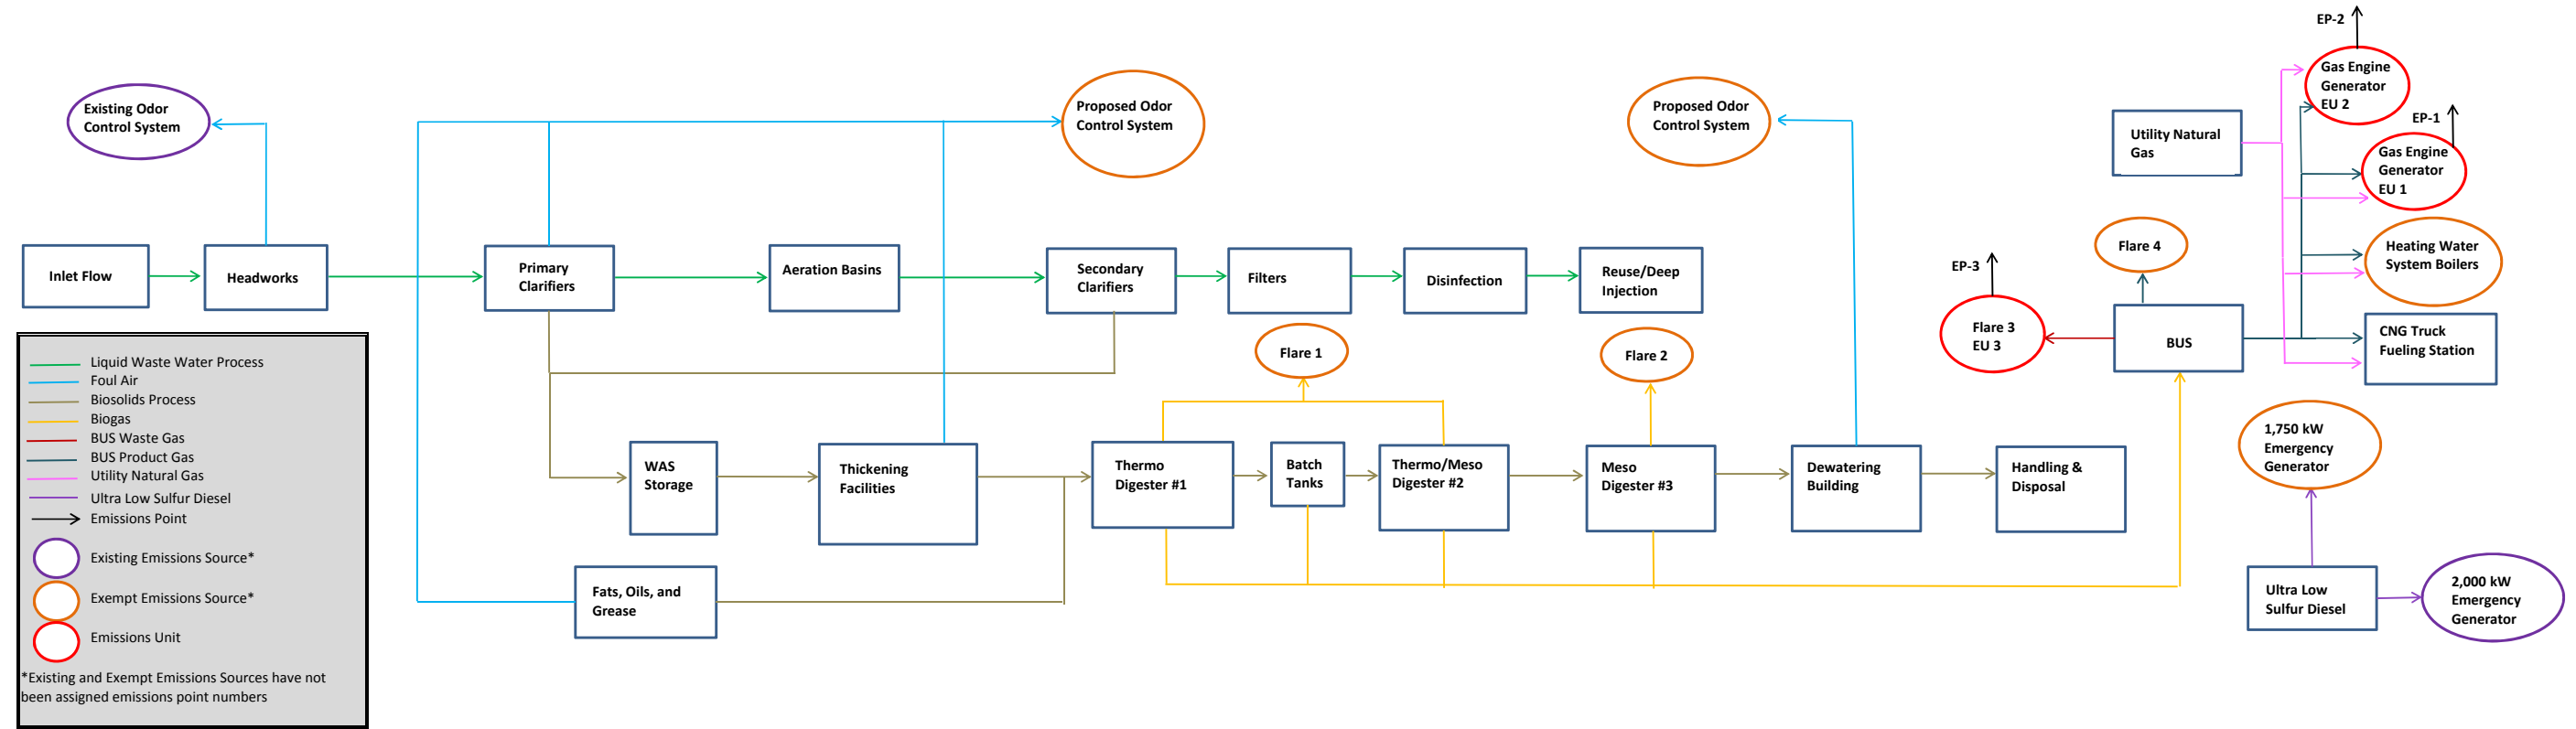 EP-2
Gas Engine
Generator
EU 2
Existing Odor
Control System
Proposed Odor
Control System
Proposed Odor
Control System
Utility Natural
Gas
EP-1
Gas Engine
Generator
EU 1
Inlet Flow
Headworks
Primary
Clarifiers
Aeration Basins
Secondary
Clarifiers
Filters
Disinfection
Reuse/Deep
Injection
EP-3
Flare 4
Heating Water
System Boilers
Flare 1
Flare 2
Flare 3
EU 3
BUS
CNG Truck
Fueling Station
Liquid Waste Water Process
Foul Air
Biosolids Process
Biogas
BUS Waste Gas
BUS Product Gas
Utility Natural Gas
Ultra Low Sulfur Diesel
Emissions Point
Existing Emissions Source*
Exempt Emissions Source*
Emissions Unit
*Existing and Exempt Emissions Sources have not
been assigned emissions point numbers
WAS
Storage
Thickening
Facilities
Thermo
Digester #1
Batch
Tanks
Thermo/Meso
Digester #2
Meso
Digester #3
Dewatering
Building
Handling &
Disposal
1,750 kW
Emergency
Generator
Fats, Oils, and
Grease
Ultra Low
Sulfur Diesel
2,000 kW
Emergency
Generator